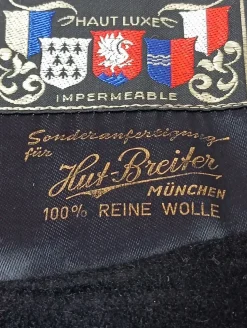 HAUT LUXE
IMPERMEABLE
Sonderanfertigung
für
Hut-Breiter
MÜNCHEN
100% REINE WOLLE